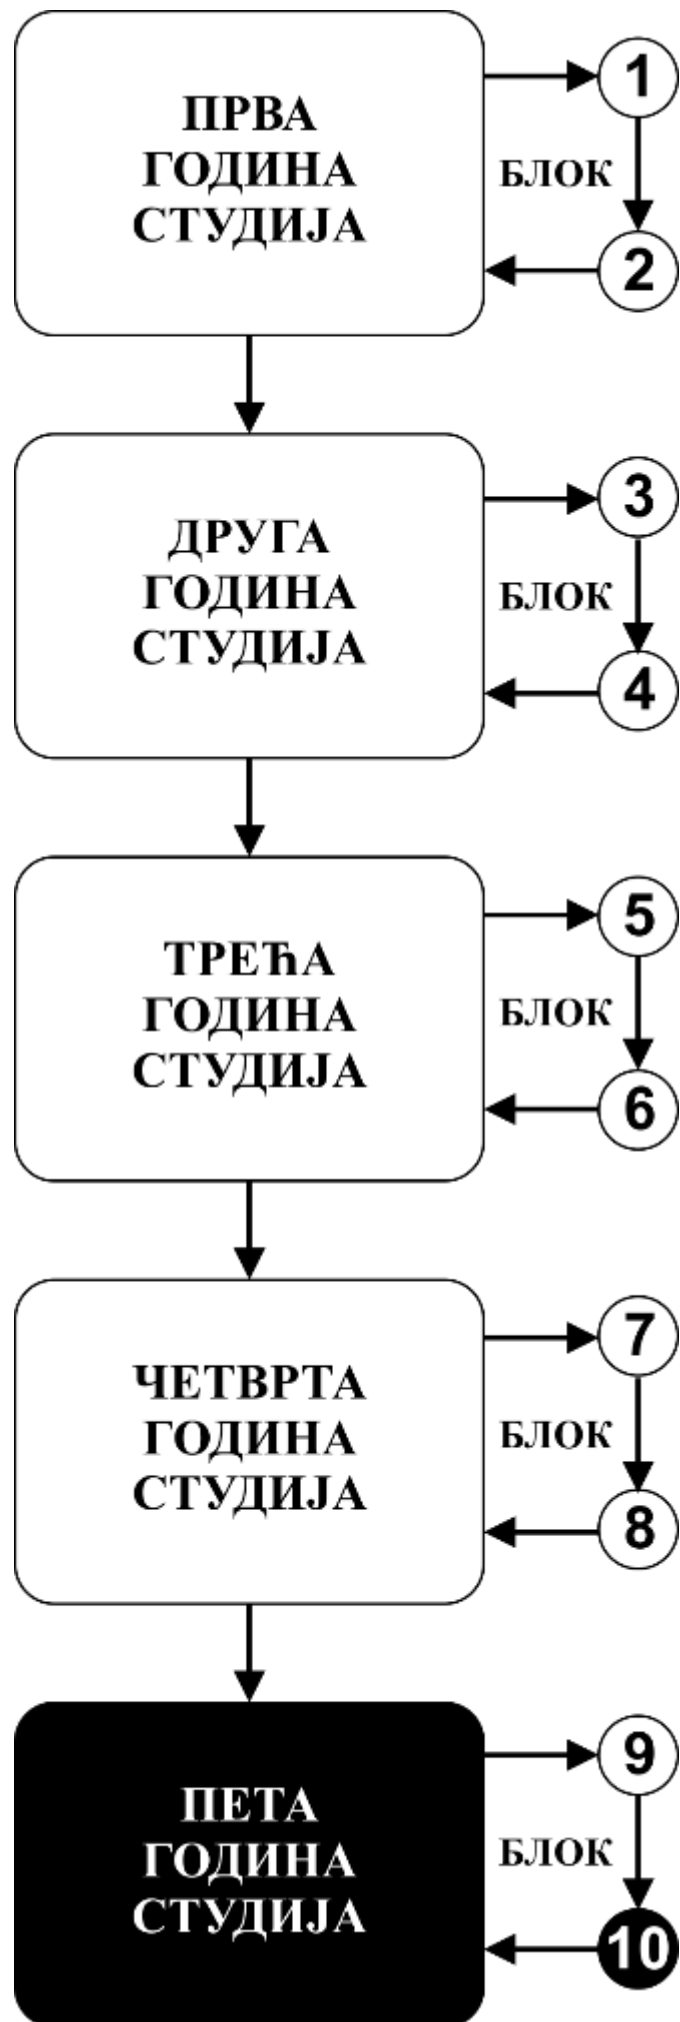 ПРВА
ГОДИНА
СТУДИЈА
1
БЛОК
2
ДРУГА
ГОДИНА
СТУДИЈА
3
БЛОК
4
ТРЕЋА
ГОДИНА
СТУДИЈА
5
БЛОК
6
ЧЕТВРТА
ГОДИНА
СТУДИЈА
7
БЛОК
8
ПЕТА
ГОДИНА
СТУДИЈА
9
БЛОК
10